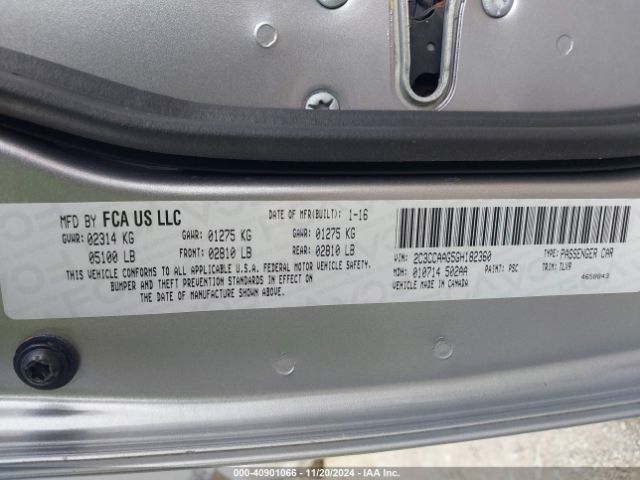 MFD BY FCA US LLC
DATE OF MFR(BUILT): 1-16
GVWR: 02314 KG GAWR: 01275 KG GAWR: 01275 KG
05100 LB FRONT: 02810 LB REAR: 02810 LB
THIS VEHICLE CONFORMS TO ALL APPLICABLE U.S.A. FEDERAL MOTOR VEHICLE SAFETY,
BUMPER AND THEFT PREVENTION STANDARDS IN EFFECT ON
THE DATE OF MANUFACTURE SHOWN ABOVE.
VIN: 2C3CCAAG5GH182360 TYPE: PASSENGER CAR
MDH: 010714 502AA PAINT: PSC TRIM: TLV9
VEHICLE MADE IN CANADA 4658043
000-40901066 - 11/20/2024 - IAA Inc.